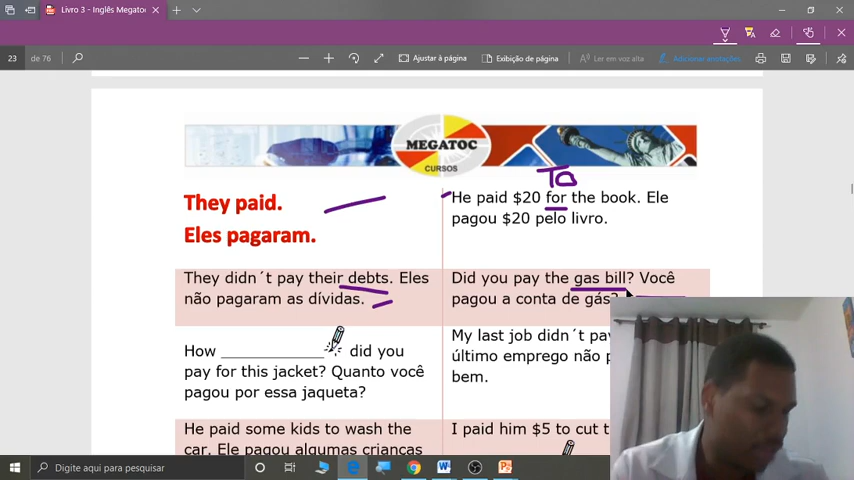 Livro 3 - Inglês Megatoc
23 de 76
Ajustar à página
Exibição de página
Ler em voz alta
Adicionar anotações
MEGATOC
CURSOS
They paid.
Eles pagaram.
TO
He paid $20 for the book. Ele
pagou $20 pelo livro.
They didn´t pay their debts. Eles
não pagaram as dívidas.
Did you pay the gas bill? Você
pagou a conta de gás?
How ____________ did you
pay for this jacket? Quanto você
pagou por essa jaqueta?
My last job didn´t pay
último emprego não
bem.
He paid some kids to wash the
car. Ele pagou algumas crianças
I paid him $5 to cut
Digite aqui para pesquisar